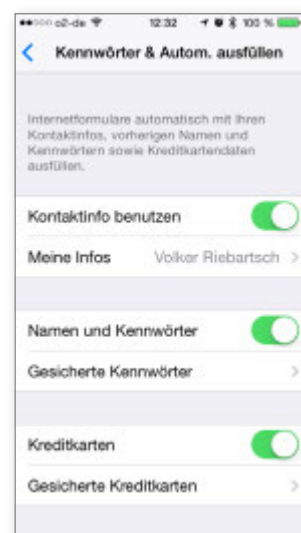 o2-de 12:32 100 %
Kennwörter & Autom. ausfüllen
Internetformulare automatisch mit Ihren
Kontaktinfos, vorherigen Namen und
Kennwörtern sowie Kreditkartendaten
ausfüllen.
Kontaktinfo benutzen
Meine Infos Volker Riebartsch
Namen und Kennwörter
Gesicherte Kennwörter
Kreditkarten
Gesicherte Kreditkarten